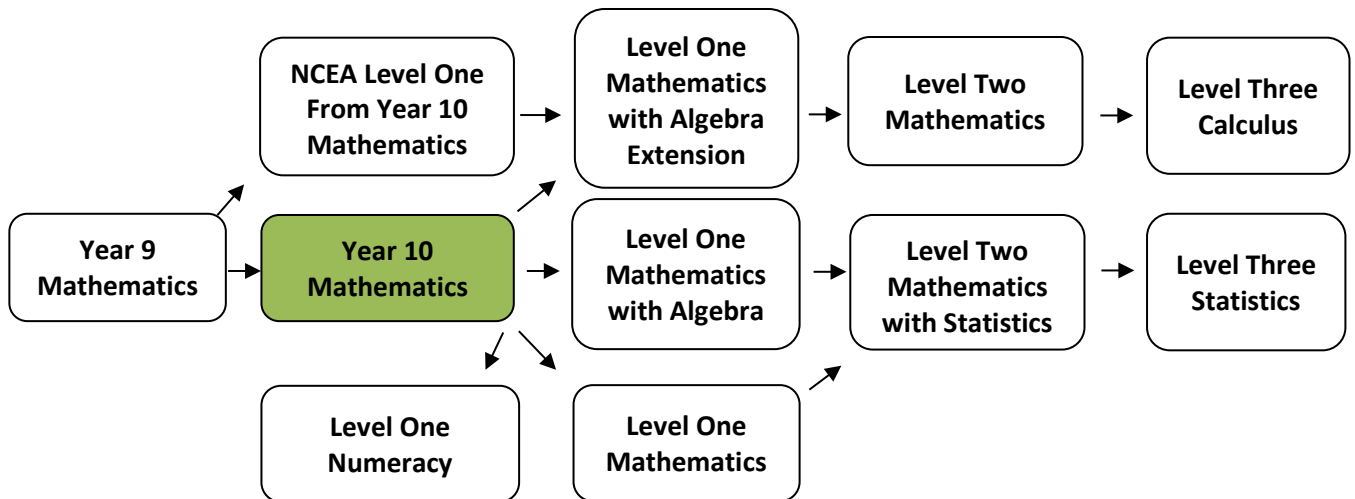 NCEA Level One
From Year 10
Mathematics
Level One
Mathematics
with Algebra
Extension
Level Two
Mathematics
Level Three
Calculus
Year 9
Mathematics
Year 10
Mathematics
Level One
Mathematics
with Algebra
Level Two
Mathematics
with Statistics
Level Three
Statistics
Level One
Numeracy
Level One
Mathematics